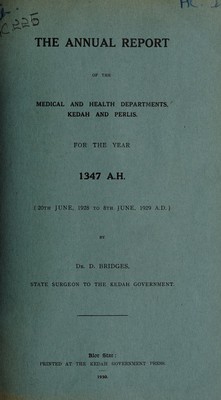 THE ANNUAL REPORT
OF THE
MEDICAL AND HEALTH DEPARTMENTS,
KEDAH AND PERLIS.
FOR THE YEAR
1347 A.H.
(20TH JUNE, 1928 TO 8TH JUNE, 1929 A.D.)
BY
DR. D. BRIDGES,
STATE SURGEON TO THE KEDAH GOVERNMENT.
Alor Star:
PRINTED AT THE KEDAH GOVERNMENT PRESS.